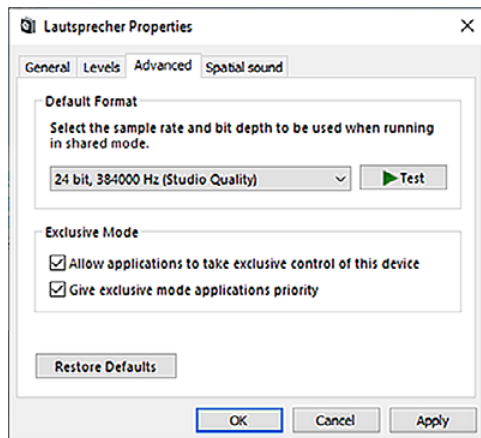 Lautsprecher Properties
General Levels Advanced Spatial sound
Default Format
Select the sample rate and bit depth to be used when running
in shared mode.
24 bit, 384000 Hz (Studio Quality)
Test
Exclusive Mode
Allow applications to take exclusive control of this device
Give exclusive mode applications priority
Restore Defaults
OK Cancel Apply